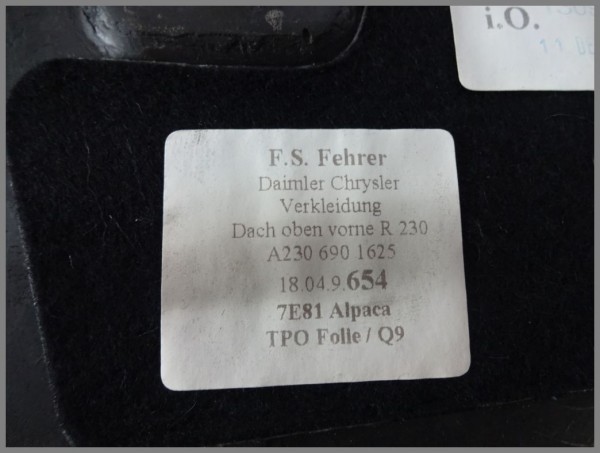 i.O.
F.S. Fehrer
Daimler Chrysler
Verkleidung
Dach oben vorne R 230
A230 690 1625
18.04.9.654
7E81 Alpaca
TPO Folie / Q9